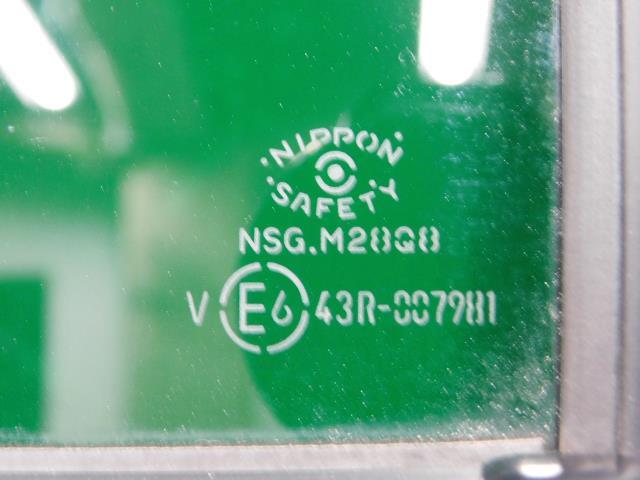 NIPPON
SAFETY
NSG.M28Q8
V E6 43R-007981